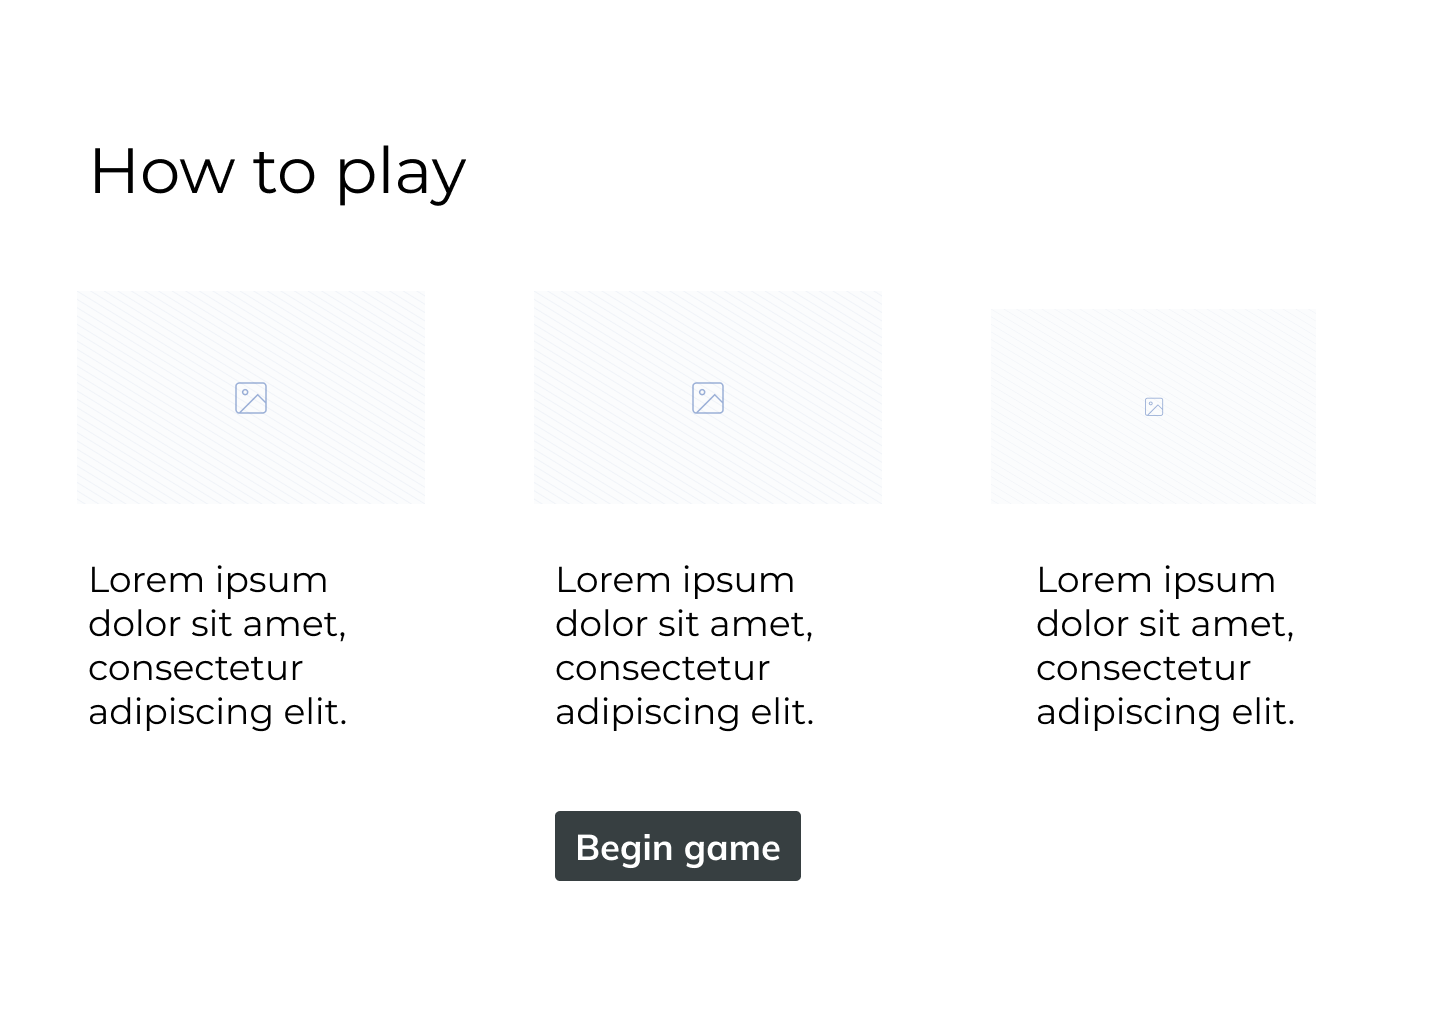 How to play
Lorem ipsum
dolor sit amet,
consectetur
adipiscing elit.
Lorem ipsum
dolor sit amet,
consectetur
adipiscing elit.
Lorem ipsum
dolor sit amet,
consectetur
adipiscing elit.
Begin game